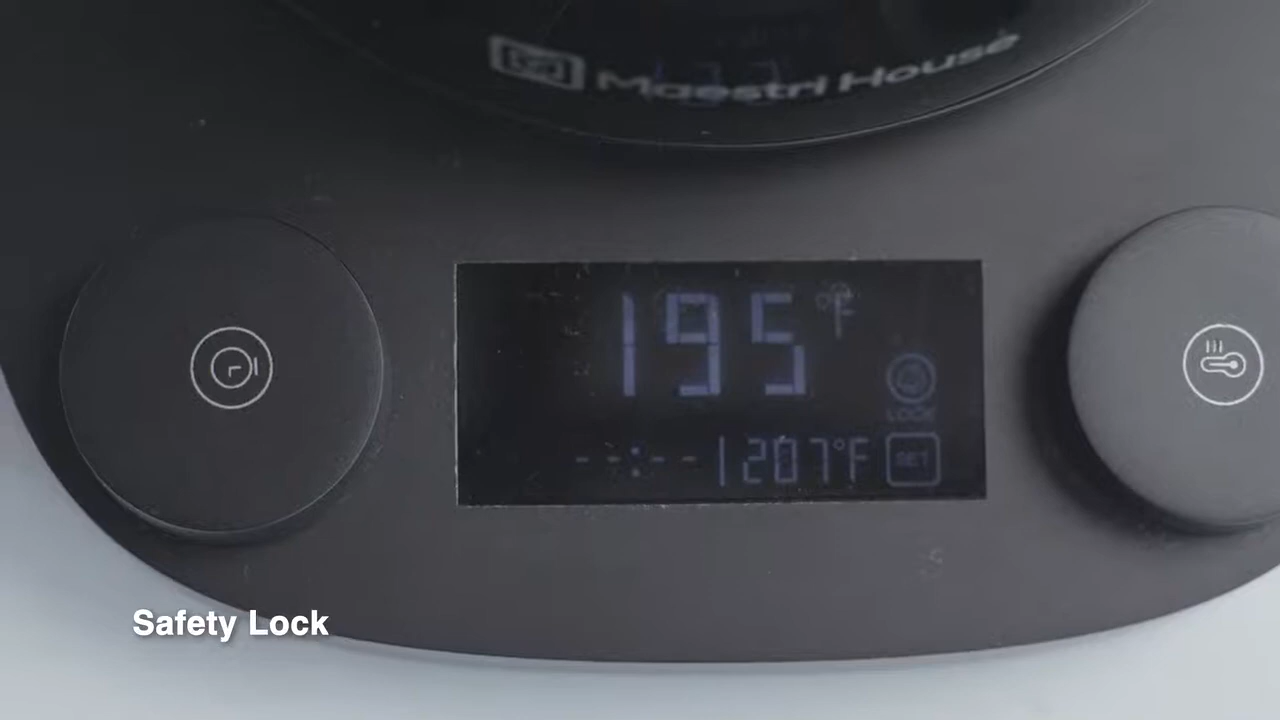 Maestri House
195°F
LOCK
--:-- | 207°F SET
Safety Lock